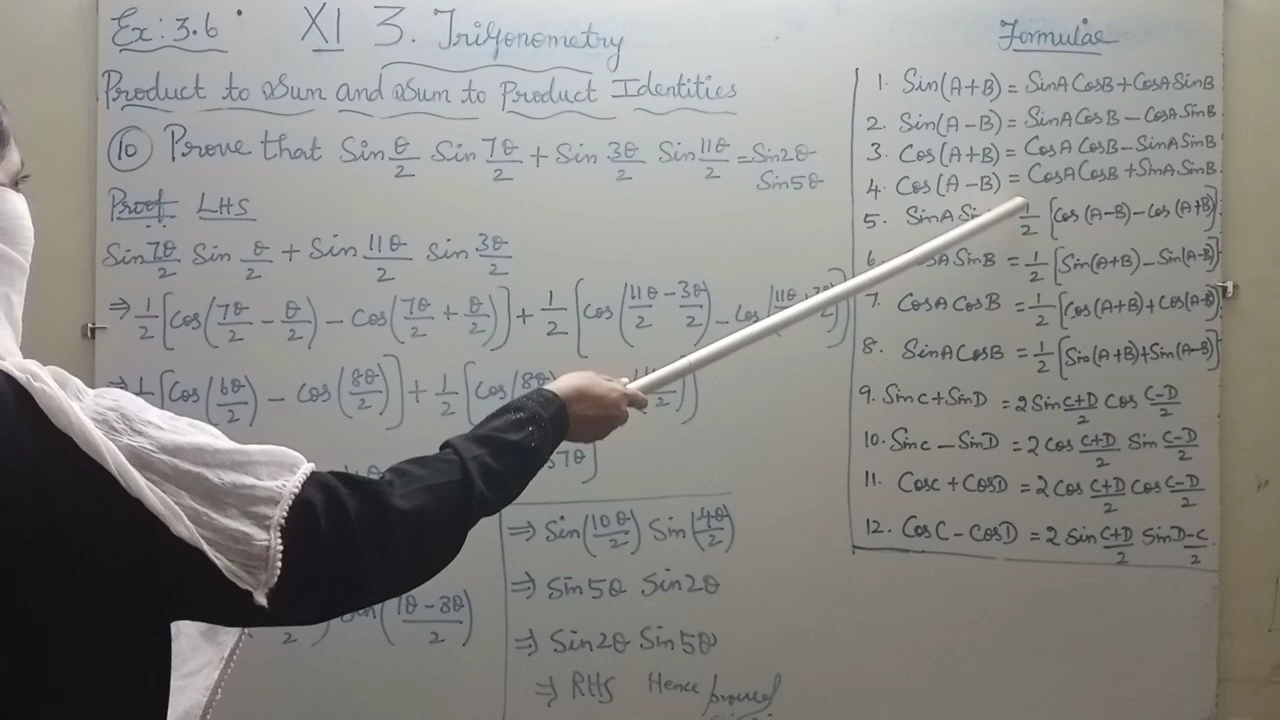 Ex: 3.6 XI 3. Trigonometry
Product to Sum and Sum to Product Identities
10 Prove that Sin θ/2 Sin 7θ/2 + Sin 3θ/2 Sin 11θ/2 = Sin2θ
Sin5θ
Proof LHS
Sin 7θ/2 Sin θ/2 + Sin 11θ/2 Sin 3θ/2
⇒ 1/2 [Cos(7θ/2 − θ/2) − Cos(7θ/2 + θ/2)] + 1/2 [Cos(11θ/2 − 3θ/2) − Cos(11θ
⇒ 1/2 [Cos(6θ/2) − Cos(8θ/2)] + 1/2 [Cos(8θ
7θ]
Sin(10θ/2) Sin(4θ/2)
⇒ Sin5θ Sin2θ
⇒ Sin2θ Sin5θ
⇒ RHS Hence proved
Formulae
1. Sin(A+B) = SinA CosB + CosA SinB
2. Sin(A−B) = SinA CosB − CosA SinB
3. Cos(A+B) = CosA CosB − SinA SinB
4. Cos(A−B) = CosA CosB + SinA SinB
5. SinA 1/2 [Cos(A−B) − Cos(A+B)]
6. SinB = 1/2 [Sin(A+B) − Sin(A−B)]
7. CosA CosB = 1/2 [Cos(A+B) + Cos(A−B)]
8. SinA CosB = 1/2 [Sin(A+B) + Sin(A−B)]
9. SinC + SinD = 2 Sin C+D/2 Cos C−D/2
10. SinC − SinD = 2 Cos C+D/2 Sin C−D/2
11. CosC + CosD = 2 Cos C+D/2 Cos C−D/2
12. CosC − CosD = 2 Sin C+D/2 Sin D−C/2